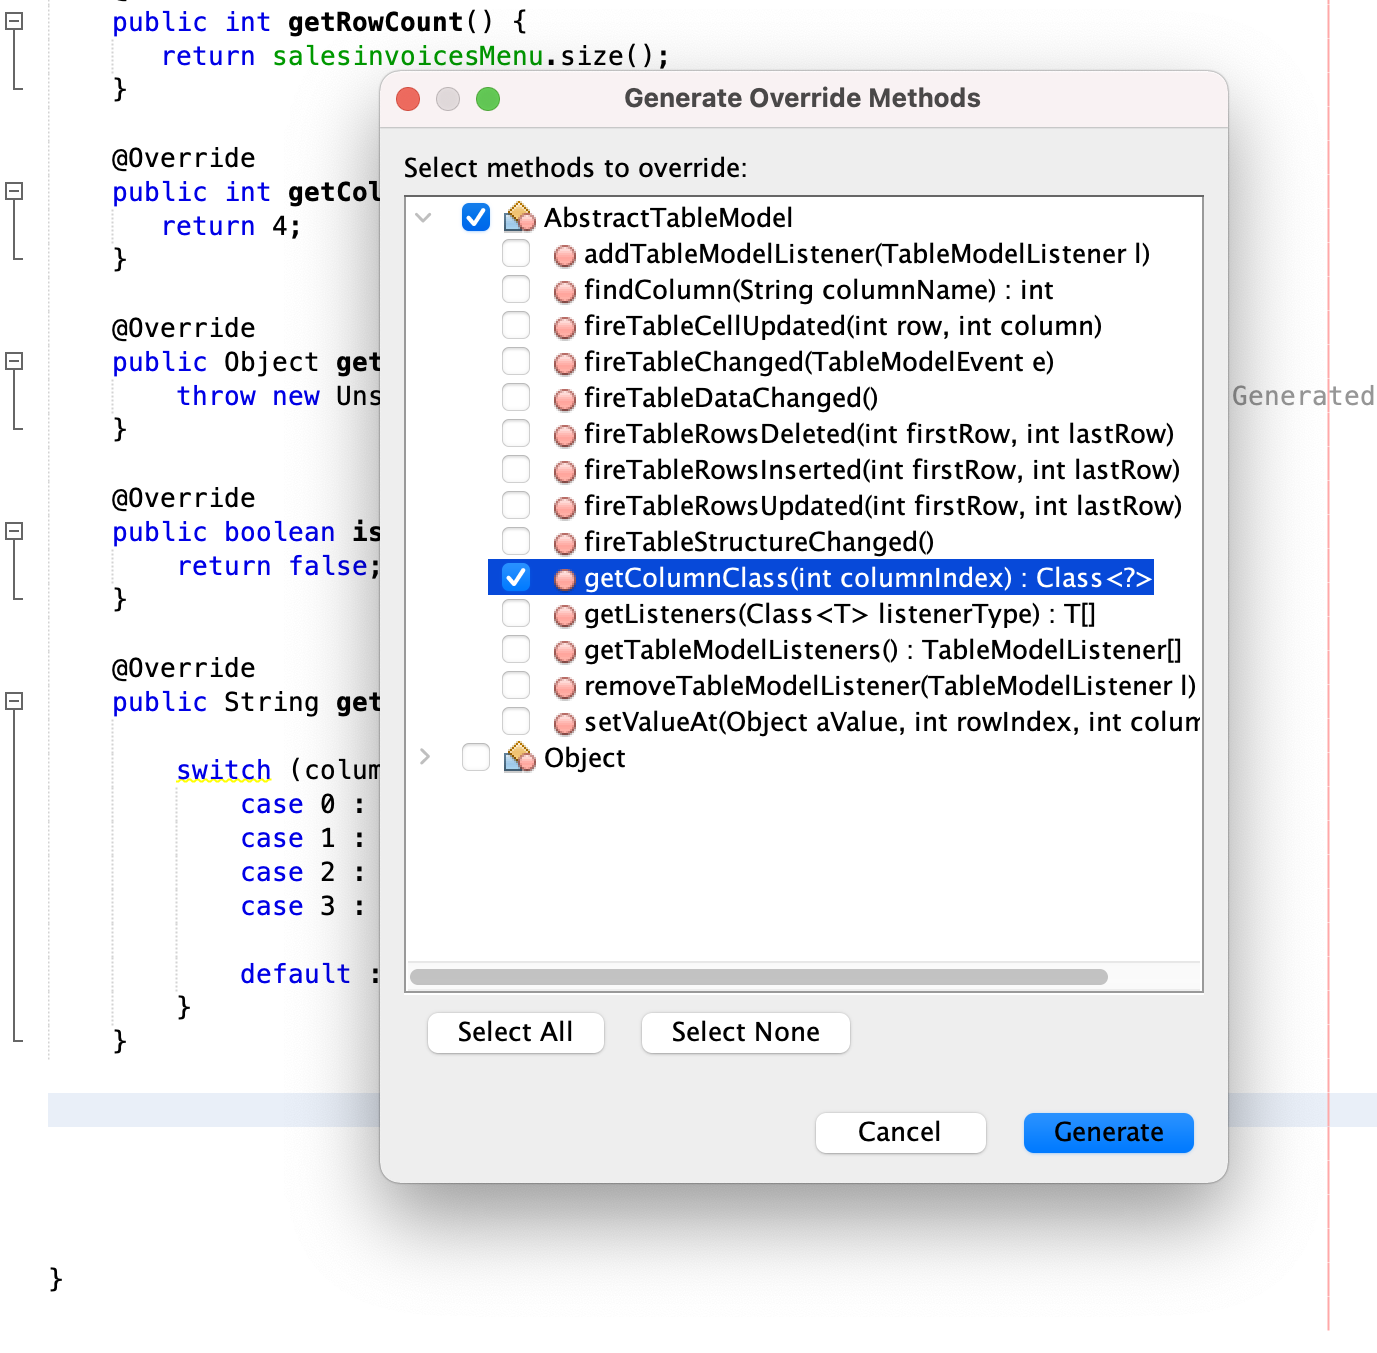 public int getRowCount() {
return salesinvoicesMenu.size();
}
@Override
public int getCol
return 4;
}
@Override
public Object get
throw new Uns
Generated
}
@Override
public boolean is
return false;
}
@Override
public String get
switch (colum
case 0 :
case 1 :
case 2 :
case 3 :
default :
}
}
}
Generate Override Methods
Select methods to override:
AbstractTableModel
addTableModelListener(TableModelListener l)
findColumn(String columnName) : int
fireTableCellUpdated(int row, int column)
fireTableChanged(TableModelEvent e)
fireTableDataChanged()
fireTableRowsDeleted(int firstRow, int lastRow)
fireTableRowsInserted(int firstRow, int lastRow)
fireTableRowsUpdated(int firstRow, int lastRow)
fireTableStructureChanged()
getColumnClass(int columnIndex) : Class<?>
getListeners(Class<T> listenerType) : T[]
getTableModelListeners() : TableModelListener[]
removeTableModelListener(TableModelListener l)
setValueAt(Object aValue, int rowIndex, int colum
Object
Select All
Select None
Cancel
Generate